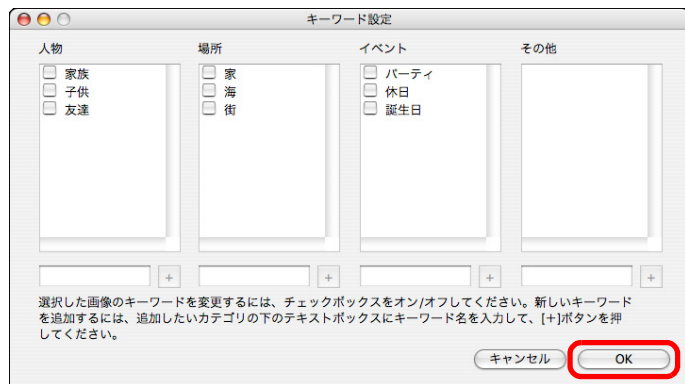 キーワード設定
人物 場所 イベント その他
家族 家 パーティ
子供 海 休日
友達 街 誕生日
+ + + +
選択した画像のキーワードを変更するには、チェックボックスをオン/オフしてください。新しいキーワード
を追加するには、追加したいカテゴリの下のテキストボックスにキーワード名を入力して、[+]ボタンを押
してください。
キャンセル OK